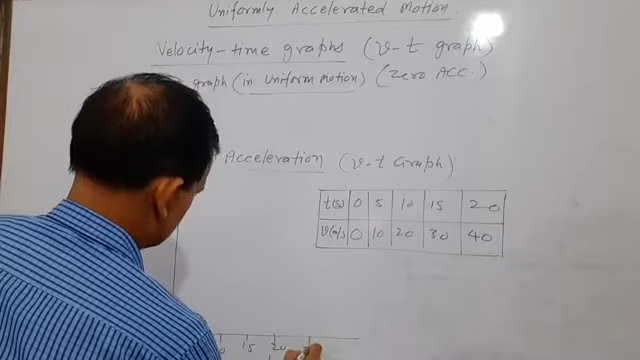 Uniformly Accelerated Motion
Velocity-time graphs (v-t graph)
graph (in Uniform motion) (Zero ACC.)
Acceleration (v-t Graph)
t(s) 0 5 10 15 20
v(m/s 0 10 20 30 40
15 20